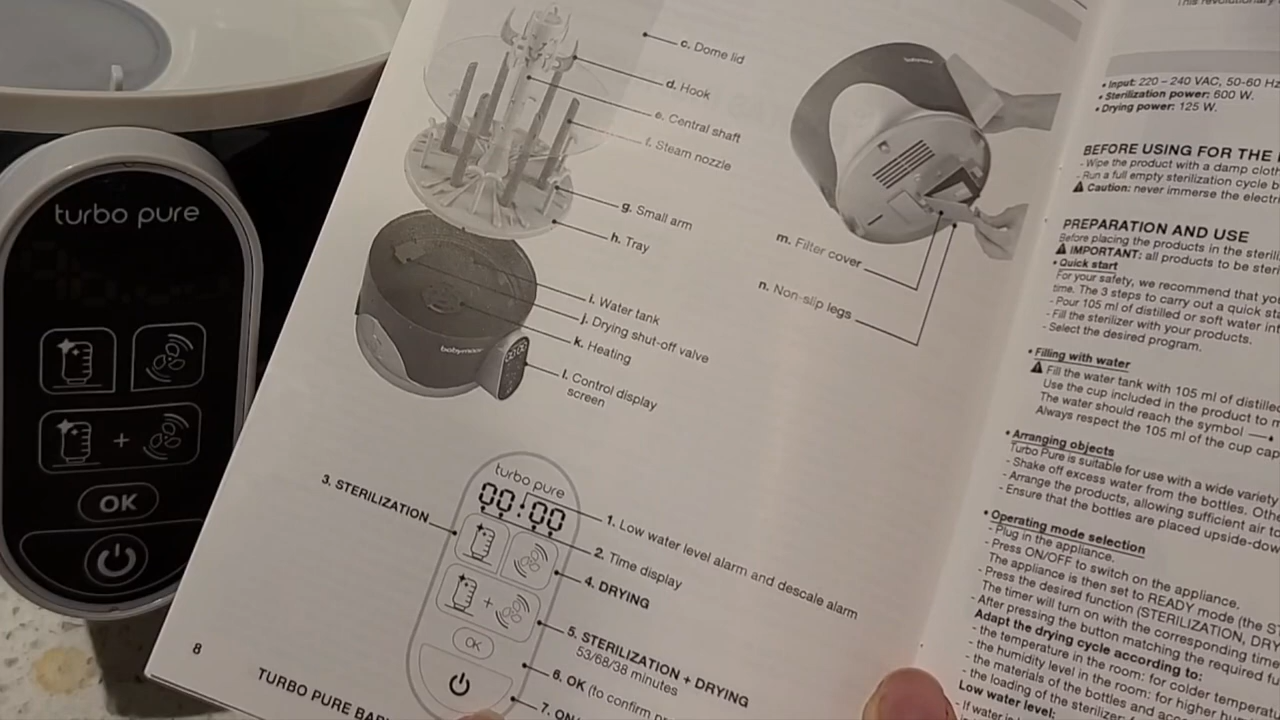 turbo pure
+
OK
c. Dome lid
d. Hook
e. Central shaft
f. Steam nozzle
g. Small arm
h. Tray
i. Water tank
j. Drying shut-off valve
k. Heating
l. Control display
screen
babymoov
m. Filter cover
n. Non-slip legs
turbo pure
00:00
+
OK
1. Low water level alarm and descale alarm
2. Time display
3. STERILIZATION
4. DRYING
5. STERILIZATION + DRYING
53/68/38 minutes
6. OK (to confirm
7.
8
TURBO PURE
This revolutionary
• Input: 220 – 240 VAC, 50-60 Hz
• Sterilization power: 600 W.
• Drying power: 125 W.
BEFORE USING FOR THE
- Wipe the product with a damp cloth
- Run a full empty sterilization cycle
Caution: never immerse the
PREPARATION AND USE
Before placing the products in the
IMPORTANT: all products to be
• Quick start
For your safety, we recommend that
time. The 3 steps to carry out a quick
- Pour 105 ml of distilled or soft water
- Fill the sterilizer with your products.
- Select the desired program.
• Filling with water
Fill the water tank with 105 ml of
Use the cup included in the product to
The water should reach the symbol
Always respect the 105 ml of the cup
• Arranging objects
Turbo Pure is suitable for use with a wide variety
- Shake off excess water from the bottles.
- Arrange the products, allowing sufficient air
- Ensure that the bottles are placed
• Operating mode selection
- Plug in the appliance.
- Press ON/OFF to switch on the appliance.
The appliance is then set to READY mode (the
- Press the desired function (STERILIZATION,
The timer will turn on with the corresponding
- After pressing the button matching the required
Adapt the drying cycle according to:
- the temperature in the room: for colder
- the humidity level in the room: for higher
- the materials of the bottles and
- the loading of the
Low water level:
- If water is